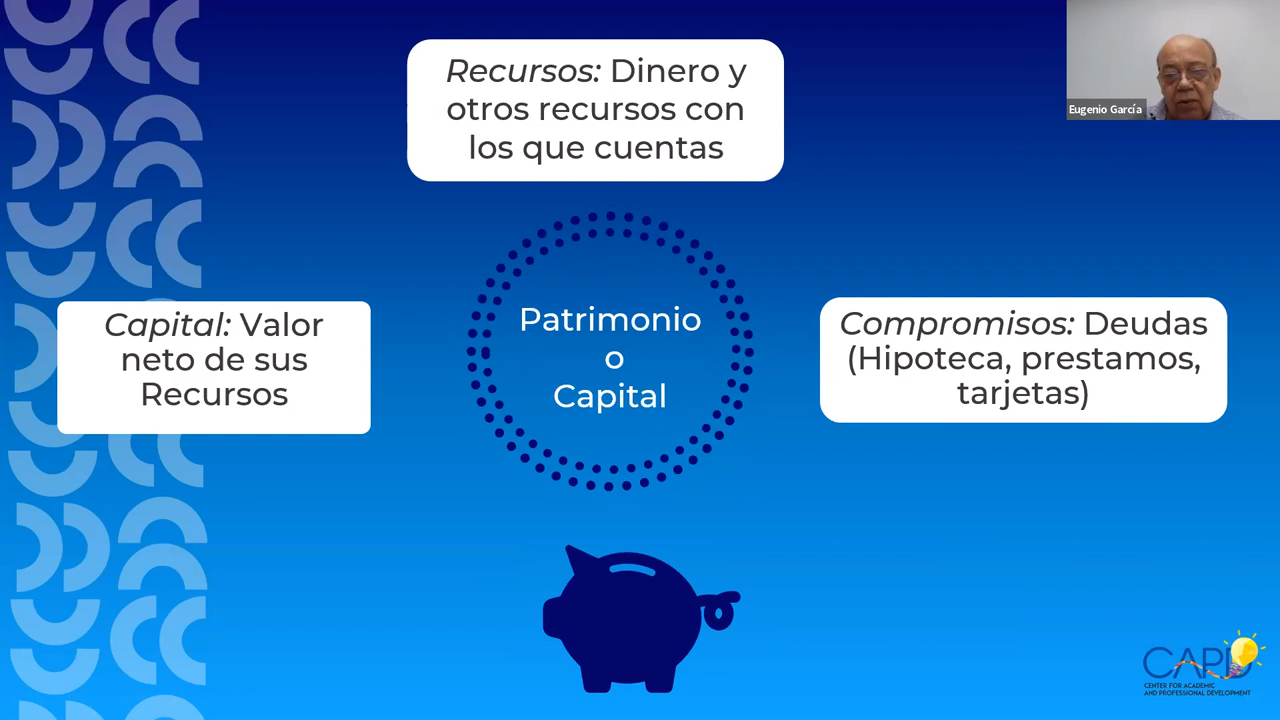 Recursos: Dinero y
otros recursos con
los que cuentas
Eugenio García
Capital: Valor
neto de sus
Recursos
Patrimonio
o
Capital
Compromisos: Deudas
(Hipoteca, prestamos,
tarjetas)
CAPD
CENTER FOR ACADEMIC
AND PROFESSIONAL DEVELOPMENT